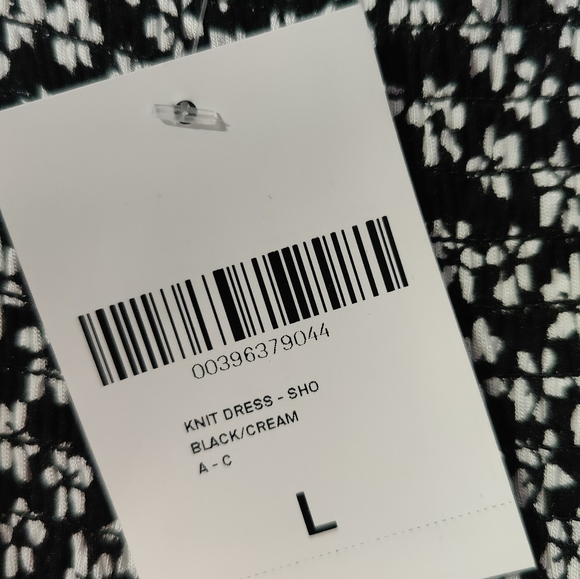 00396379044
KNIT DRESS - SHO
BLACK/CREAM
A - C
L